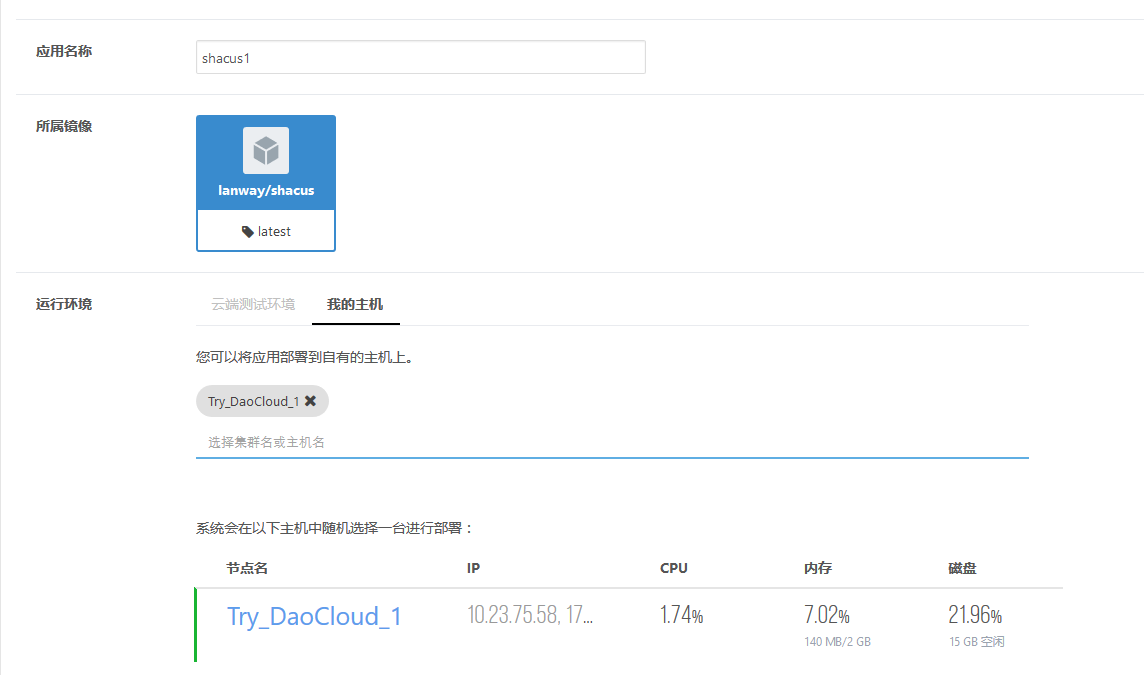 应用名称
shacus1
所属镜像
lanway/shacus
latest
运行环境
云端测试环境 我的主机
您可以将应用部署到自有的主机上。
Try_DaoCloud_1 ✖
选择集群名或主机名
系统会在以下主机中随机选择一台进行部署：
节点名 IP CPU 内存 磁盘
Try_DaoCloud_1 10.23.75.58, 17... 1.74% 7.02% 21.96%
140 MB/2 GB 15 GB 空闲